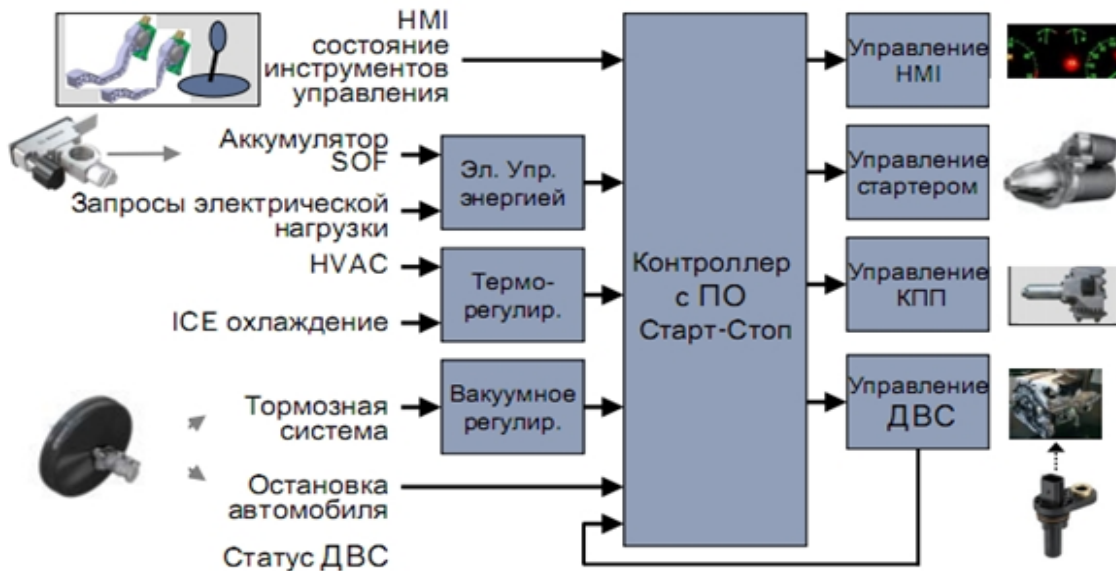 HMI
состояние
инструментов
управления
Аккумулятор
SOF
Запросы электрической
нагрузки
HVAC
ICE охлаждение
Тормозная
система
Остановка
автомобиля
Статус ДВС
Эл. Упр.
энергией
Термо-
регулир.
Вакуумное
регулир.
Контроллер
с ПО
Старт-Стоп
Управление
HMI
Управление
стартером
Управление
КПП
Управление
ДВС